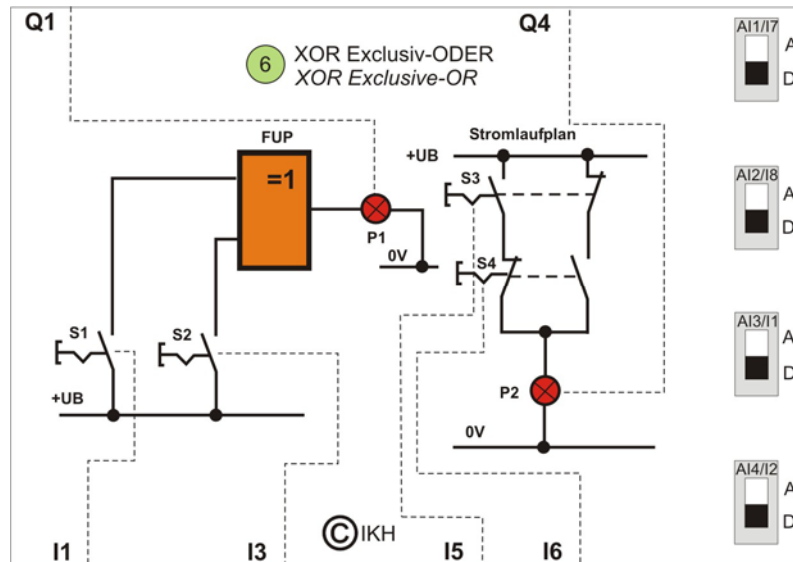 Q1
Q4
6 XOR Exclusiv-ODER
XOR Exclusive-OR
FUP
=1
P1
0V
S1
S2
+UB
Stromlaufplan
+UB
S3
S4
P2
0V
AI1/I7
A
D
AI2/I8
A
D
AI3/I1
A
D
AI4/I2
A
D
© IKH
I1
I3
I5
I6